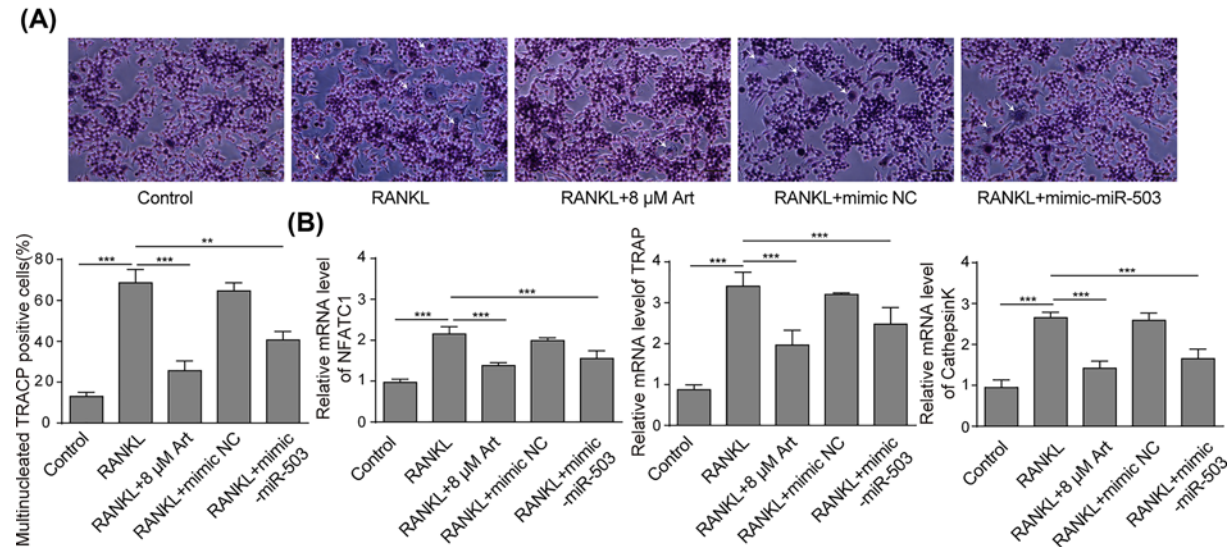 (A)
Control
RANKL
RANKL+8 µM Art
RANKL+mimic NC
RANKL+mimic-miR-503
Multinucleated TRACP positive cells(%)
80
60
40
20
0
***
***
**
Control
RANKL
RANKL+8 µM Art
RANKL+mimic NC
RANKL+mimic
-miR-503
(B)
Relative mRNA level
of NFATC1
3
2
1
0
***
***
***
Control
RANKL
RANKL+8 µM Art
RANKL+mimic NC
RANKL+mimic
-miR-503
Relative mRNA levelof TRAP
4
3
2
1
0
***
***
***
Control
RANKL
RANKL+8 µM Art
RANKL+mimic NC
RANKL+mimic
-miR-503
Relative mRNA level
of CathepsinK
4
3
2
1
0
***
***
***
Control
RANKL
RANKL+8 µM Art
RANKL+mimic NC
RANKL+mimic
-miR-503